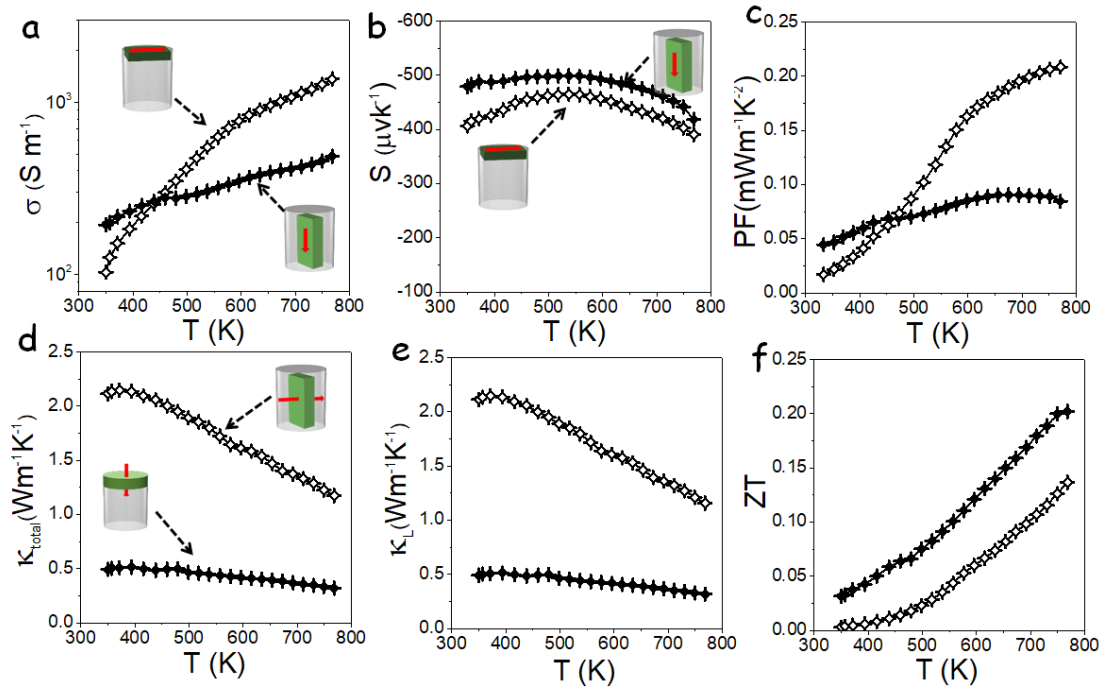 a
σ (S m⁻¹)
10³
10²
300 400 500 600 700 800
T (K)
b
S (μvk⁻¹)
-600
-500
-400
-300
-200
-100
300 400 500 600 700 800
T (K)
c
PF(mWm⁻¹K⁻²)
0.25
0.20
0.15
0.10
0.05
0.00
300 400 500 600 700 800
T (K)
d
κtotal(Wm⁻¹K⁻¹)
2.5
2.0
1.5
1.0
0.5
0.0
300 400 500 600 700 800
T (K)
e
κL(Wm⁻¹K⁻¹)
2.5
2.0
1.5
1.0
0.5
0.0
300 400 500 600 700 800
T (K)
f
ZT
0.25
0.20
0.15
0.10
0.05
0.00
300 400 500 600 700 800
T (K)